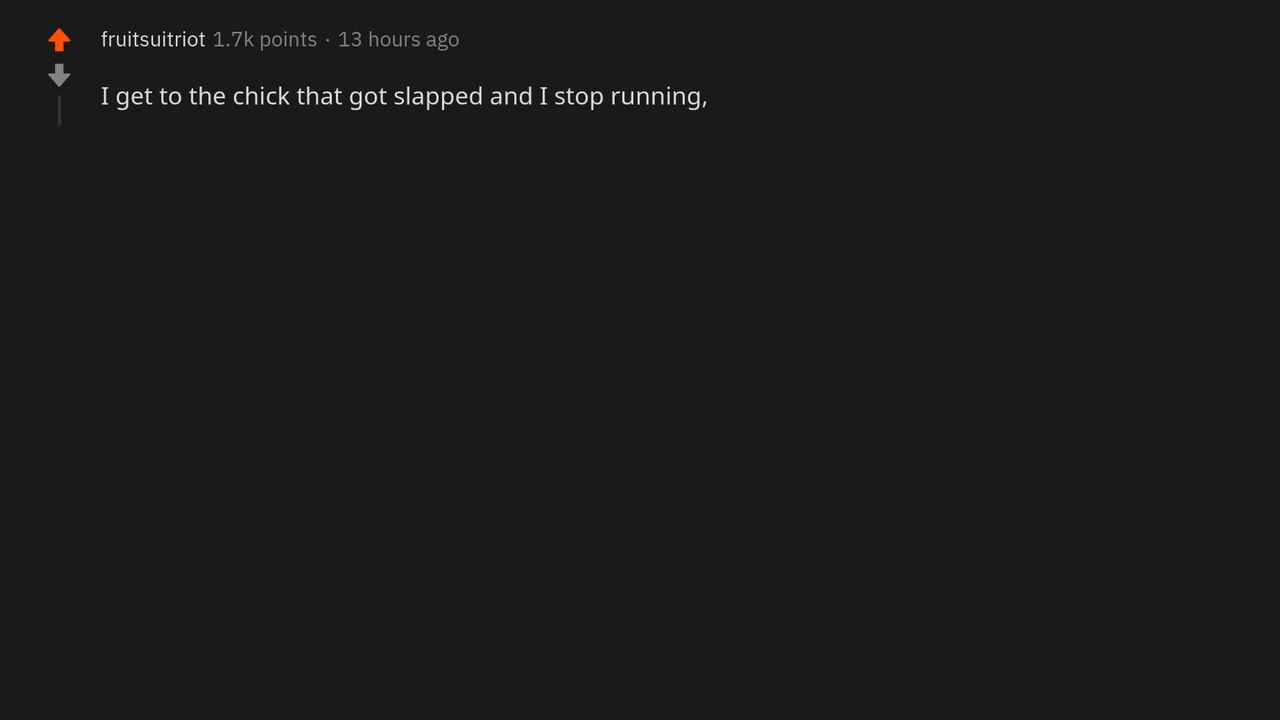 fruitsuitriot 1.7k points · 13 hours ago
I get to the chick that got slapped and I stop running,